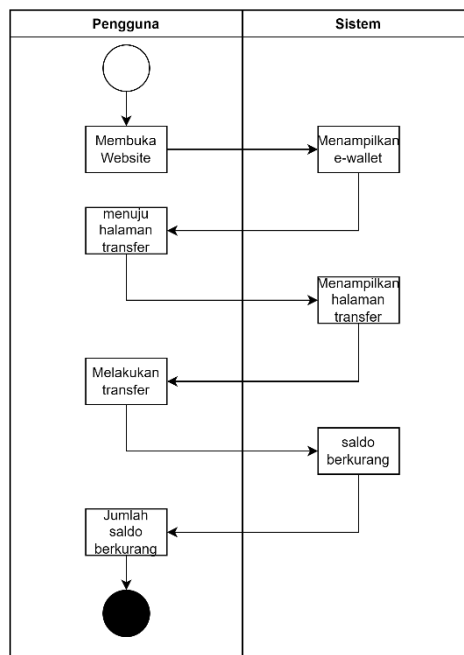 Pengguna
Sistem
Membuka
Website
Menampilkan
e-wallet
menuju
halaman
transfer
Menampilkan
halaman
transfer
Melakukan
transfer
saldo
berkurang
Jumlah
saldo
berkurang